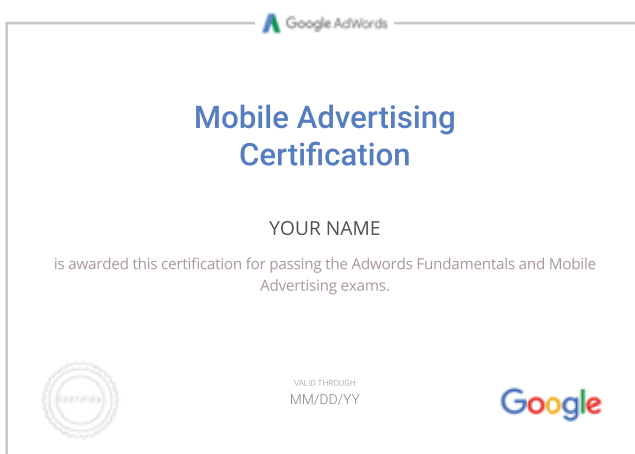 Google AdWords
Mobile Advertising
Certification
YOUR NAME
is awarded this certification for passing the Adwords Fundamentals and Mobile
Advertising exams.
CERTIFIED
VALID THROUGH
MM/DD/YY
Google